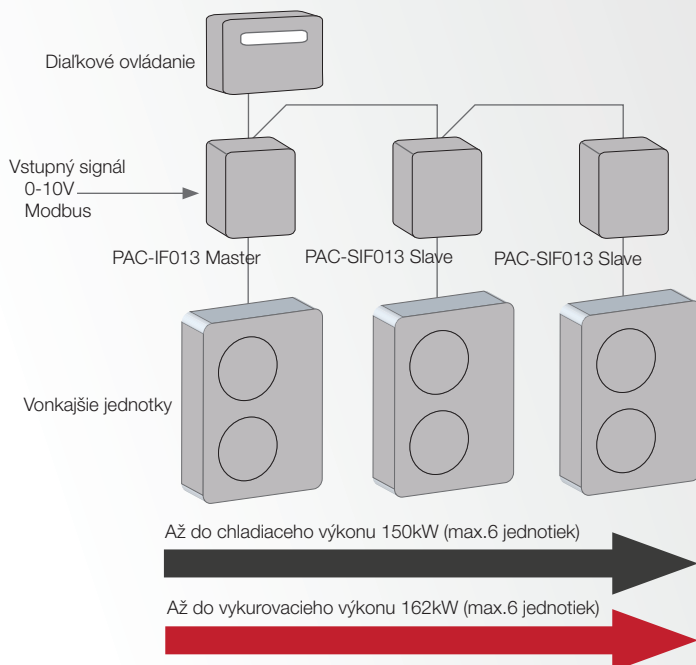 Diaľkové ovládanie
Vstupný signál
0-10V
Modbus
PAC-IF013 Master
PAC-SIF013 Slave
PAC-SIF013 Slave
Vonkajšie jednotky
Až do chladiaceho výkonu 150kW (max.6 jednotiek)
Až do vykurovacieho výkonu 162kW (max.6 jednotiek)